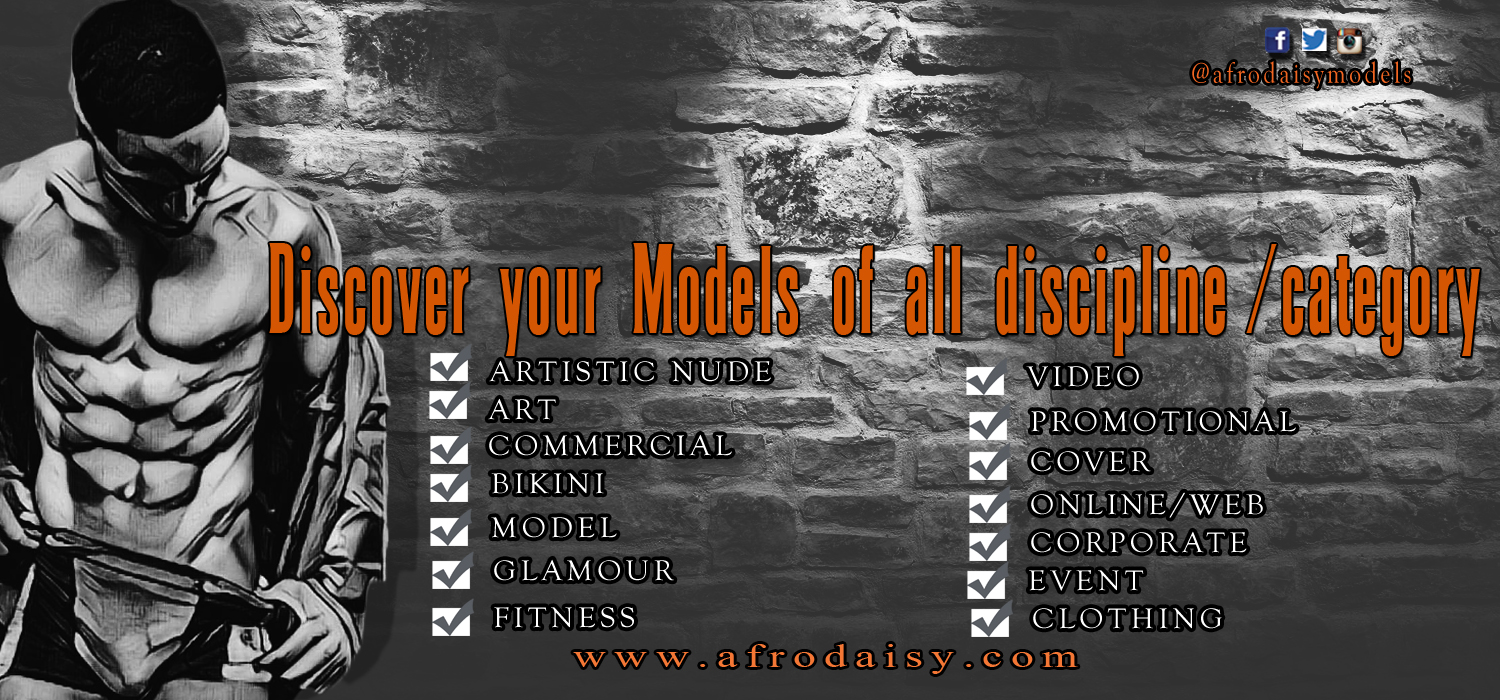 @afrodaisymodels
Discover your Models of all discipline /category
ARTISTIC NUDE
ART
COMMERCIAL
BIKINI
MODEL
GLAMOUR
FITNESS
VIDEO
PROMOTIONAL
COVER
ONLINE/WEB
CORPORATE
EVENT
CLOTHING
www.afrodaisy.com